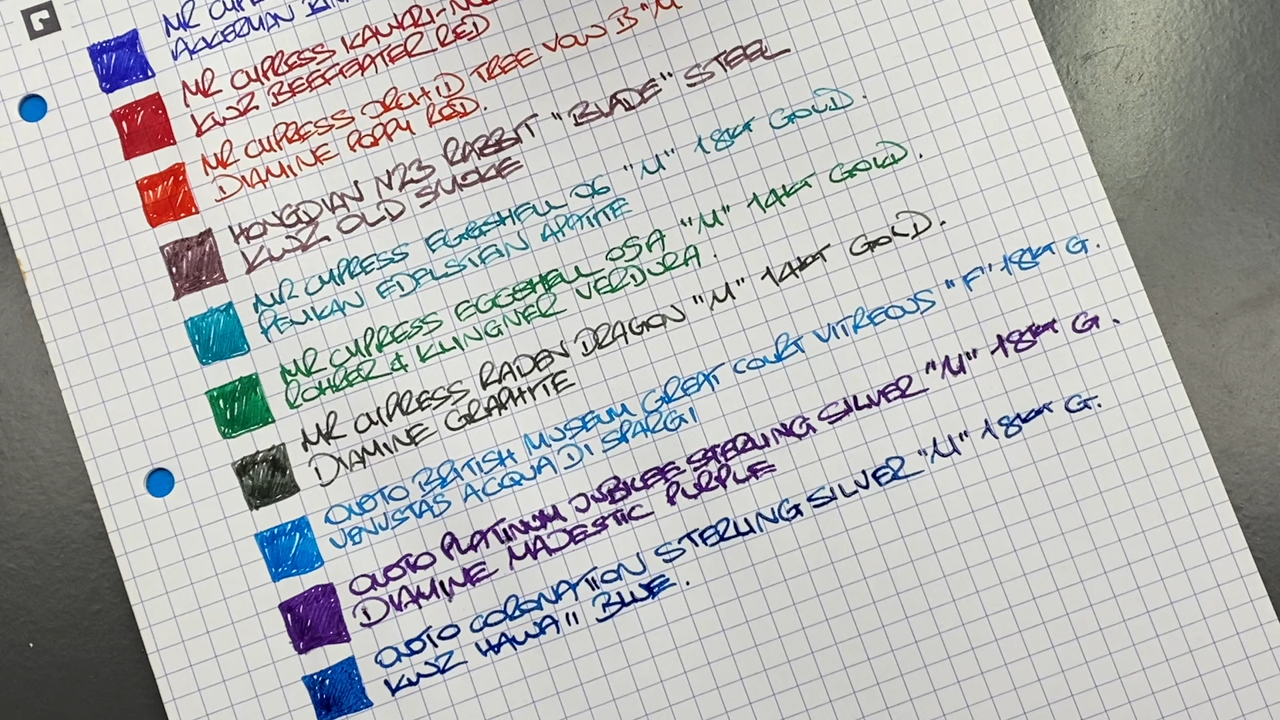 MR CYPRESS
AKKERMAN
MR CYPRESS KAWARI-NU
KWZ BEEFEATER RED
MR CYPRESS ORCHID TREE VOW B "M"
DIAMINE POPPY RED.
HONGDIAN N23 RABBIT "BLADE" STEEL
KWZ OLD SMOKE
MR CYPRESS EGGSHELL 06 "M" 18KT GOLD.
PELIKAN EDELSTEIN APATITE
MR CYPRESS EGGSHELL 05A "M" 14KT GOLD.
ROHRER & KLINGNER VERDURA.
MR CYPRESS RADEN DRAGON "M" 14KT GOLD.
DIAMINE GRAPHITE
ONOTO BRITISH MUSEUM GREAT COURT VITREOUS "F" 18KT G.
VENUSTAS ACQUA DI SPARGI
ONOTO PLATINUM JUBILEE STERLING SILVER "M" 18KT G.
DIAMINE MAJESTIC PURPLE
ONOTO CORONATION STERLING SILVER "M" 18KT G.
KWZ HAWAII BLUE.